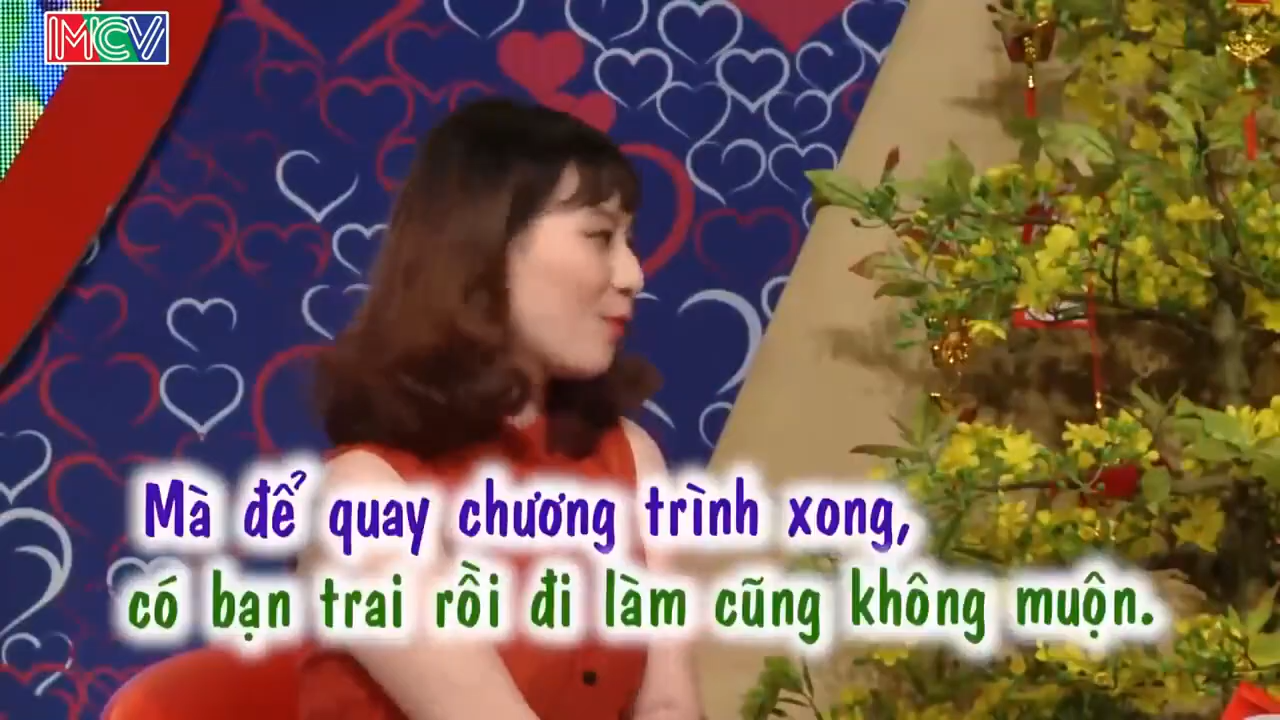 MCV
Mà để quay chương trình xong,
có bạn trai rồi đi làm cũng không muộn.